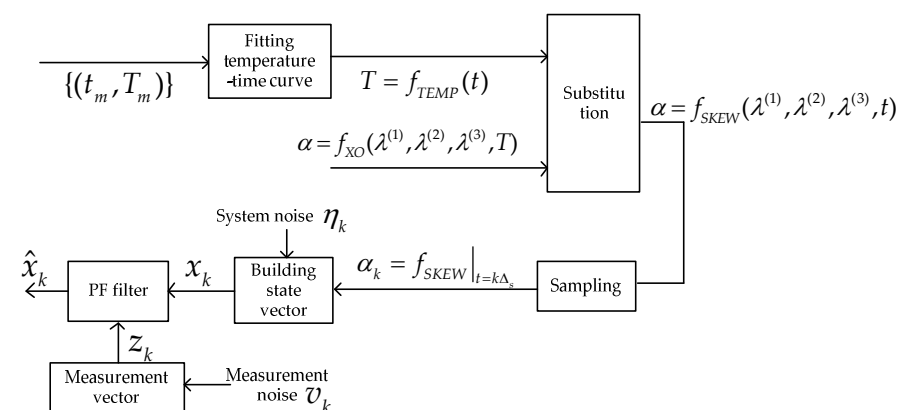 {(t_m, T_m)}
Fitting
temperature
-time curve
T = f_TEMP(t)
α = f_XO(λ^(1), λ^(2), λ^(3), T)
Substitu
tion
α = f_SKEW(λ^(1), λ^(2), λ^(3), t)
System noise η_k
x̂_k
PF filter
x_k
Building
state
vector
α_k = f_SKEW|_t=kΔ_s
Sampling
z_k
Measurement
vector
Measurement
noise v_k